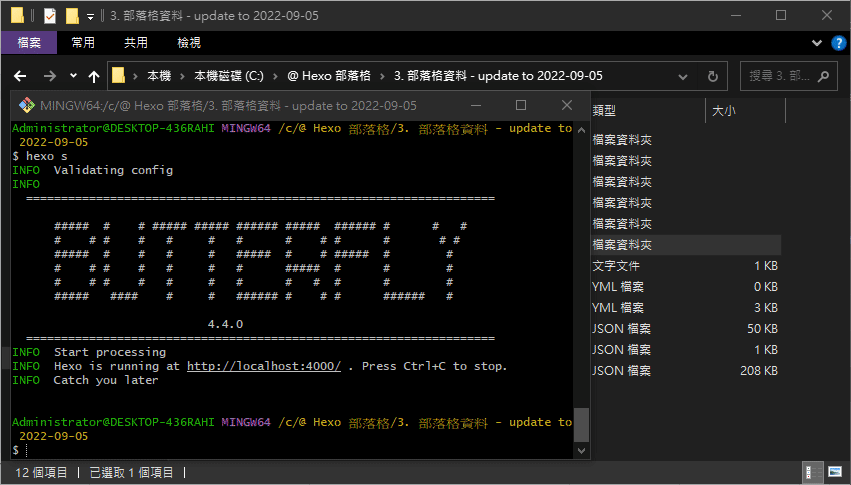 3. 部落格資料 - update to 2022-09-05
檔案 常用 共用 檢視
本機 › 本機磁碟 (C:) › @ Hexo 部落格 › 3. 部落格資料 - update to 2022-09-05
搜尋 3. 部...
MINGW64:/c/@ Hexo 部落格/3. 部落格資料 - update to 2022-09-05
類型 大小
Administrator@DESKTOP-436RAHI MINGW64 /c/@ Hexo 部落格/3. 部落格資料 - update to
2022-09-05
$ hexo s
INFO Validating config
INFO
===================================================================
BUTTERFLY
4.4.0
===================================================================
INFO Start processing
INFO Hexo is running at http://localhost:4000/ . Press Ctrl+C to stop.
INFO Catch you later
Administrator@DESKTOP-436RAHI MINGW64 /c/@ Hexo 部落格/3. 部落格資料 - update to
2022-09-05
$
檔案資料夾
檔案資料夾
檔案資料夾
檔案資料夾
檔案資料夾
檔案資料夾
文字文件 1 KB
YML 檔案 0 KB
YML 檔案 3 KB
JSON 檔案 50 KB
JSON 檔案 1 KB
JSON 檔案 208 KB
12 個項目 已選取 1 個項目